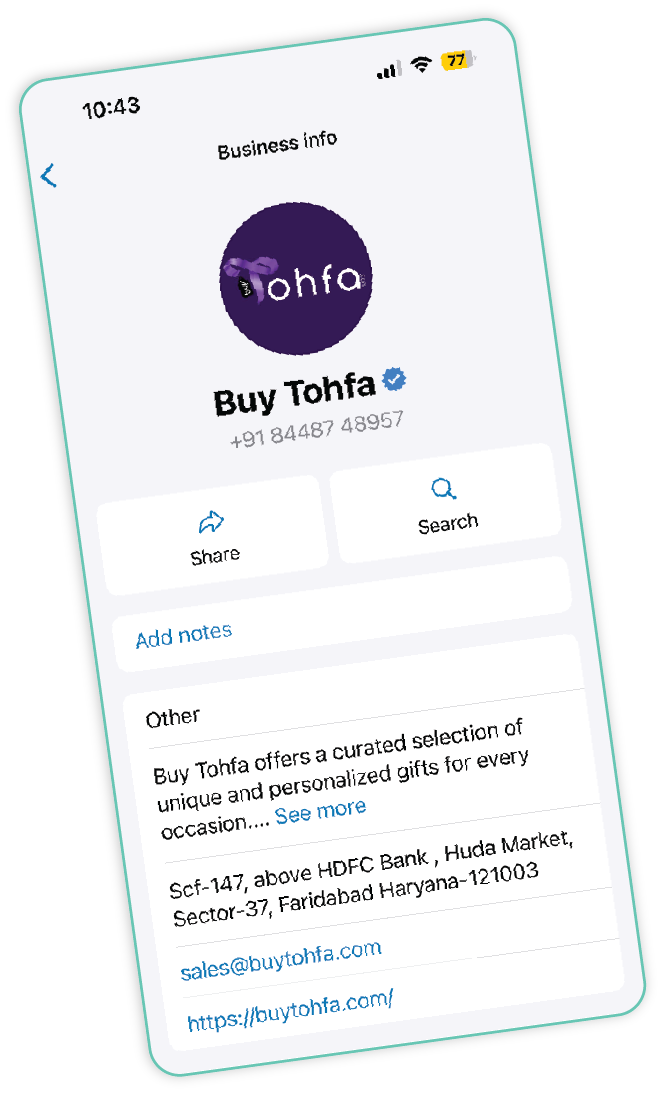 10:43
77
Business info
Tohfa
Buy Tohfa
+91 84487 48957
Share
Search
Add notes
Other
Buy Tohfa offers a curated selection of
unique and personalized gifts for every
occasion.... See more
Scf-147, above HDFC Bank , Huda Market,
Sector-37, Faridabad Haryana-121003
sales@buytohfa.com
https://buytohfa.com/